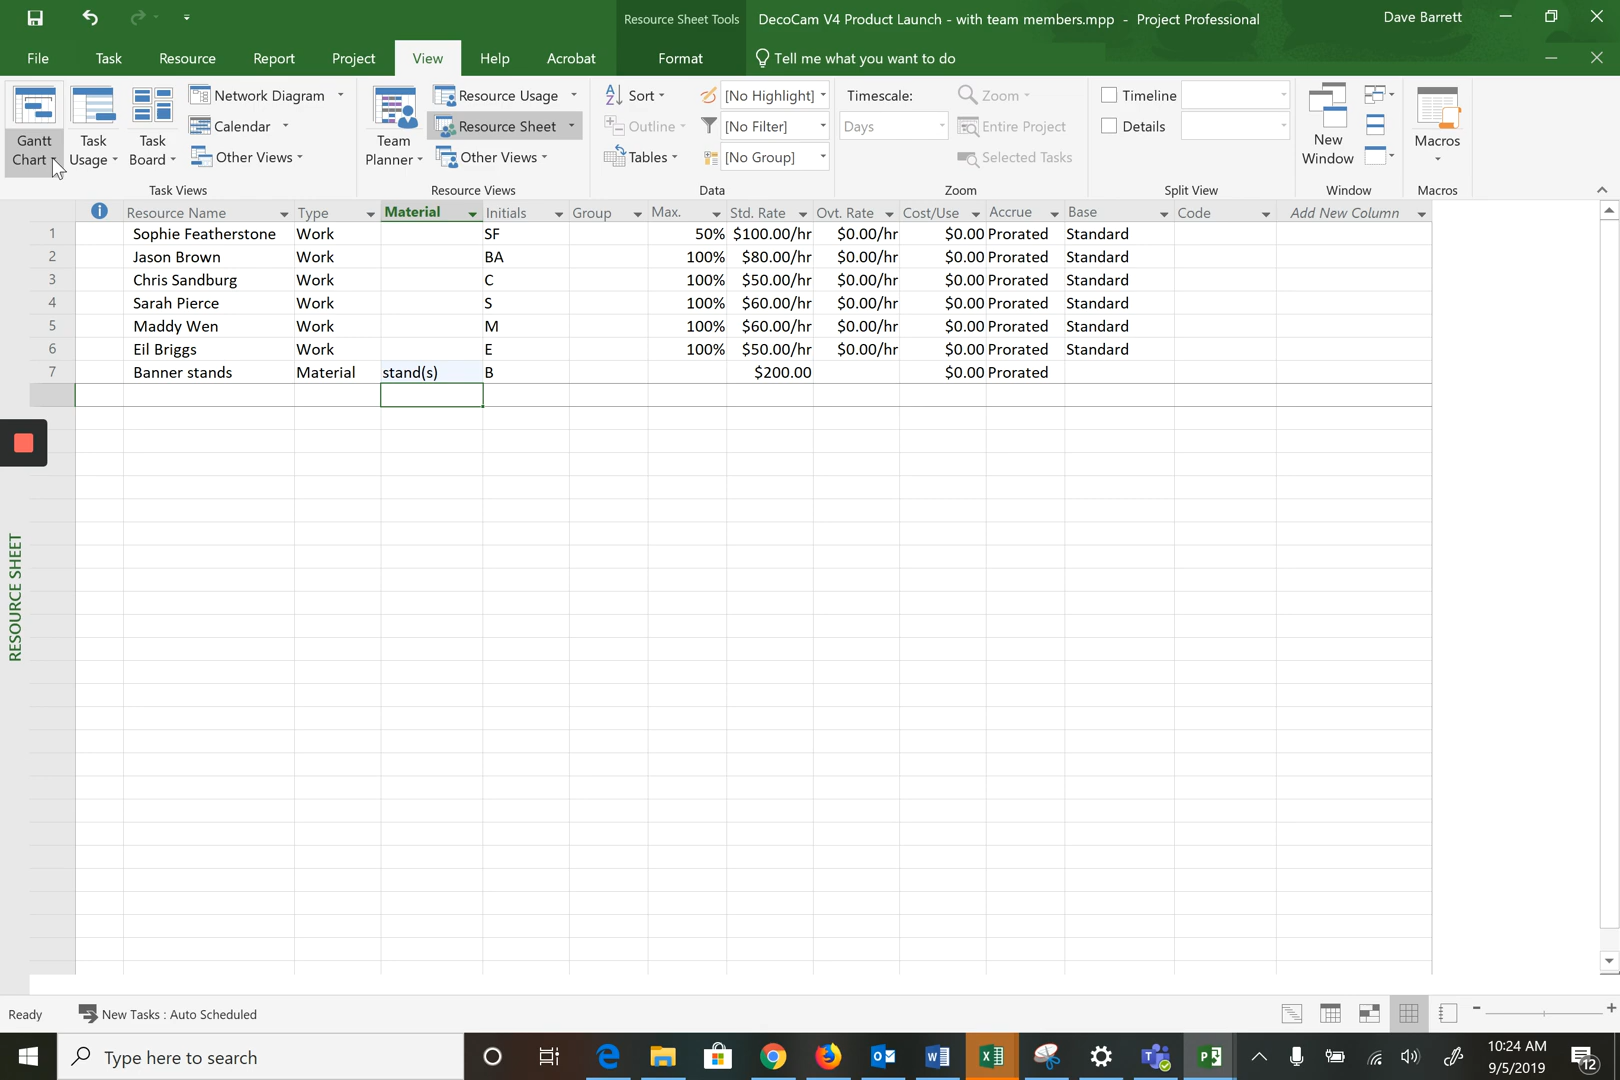 Resource Sheet Tools
DecoCam V4 Product Launch - with team members.mpp - Project Professional
Dave Barrett
File Task Resource Report Project View Help Acrobat Format Tell me what you want to do
Gantt Chart
Task Usage
Task Board
Network Diagram
Calendar
Other Views
Task Views
Team Planner
Resource Usage
Resource Sheet
Other Views
Resource Views
Sort
Outline
Tables
[No Highlight]
[No Filter]
[No Group]
Data
Timescale:
Days
Zoom
Entire Project
Selected Tasks
Zoom
Timeline
Details
Split View
New Window
Window
Macros
Macros
Resource Name Type Material Initials Group Max. Std. Rate Ovt. Rate Cost/Use Accrue Base Code Add New Column
1 Sophie Featherstone Work SF 50% $100.00/hr $0.00/hr $0.00 Prorated Standard
2 Jason Brown Work BA 100% $80.00/hr $0.00/hr $0.00 Prorated Standard
3 Chris Sandburg Work C 100% $50.00/hr $0.00/hr $0.00 Prorated Standard
4 Sarah Pierce Work S 100% $60.00/hr $0.00/hr $0.00 Prorated Standard
5 Maddy Wen Work M 100% $60.00/hr $0.00/hr $0.00 Prorated Standard
6 Eil Briggs Work E 100% $50.00/hr $0.00/hr $0.00 Prorated Standard
7 Banner stands Material stand(s) B $200.00 $0.00 Prorated
RESOURCE SHEET
Ready New Tasks : Auto Scheduled
Type here to search
10:24 AM
9/5/2019
12